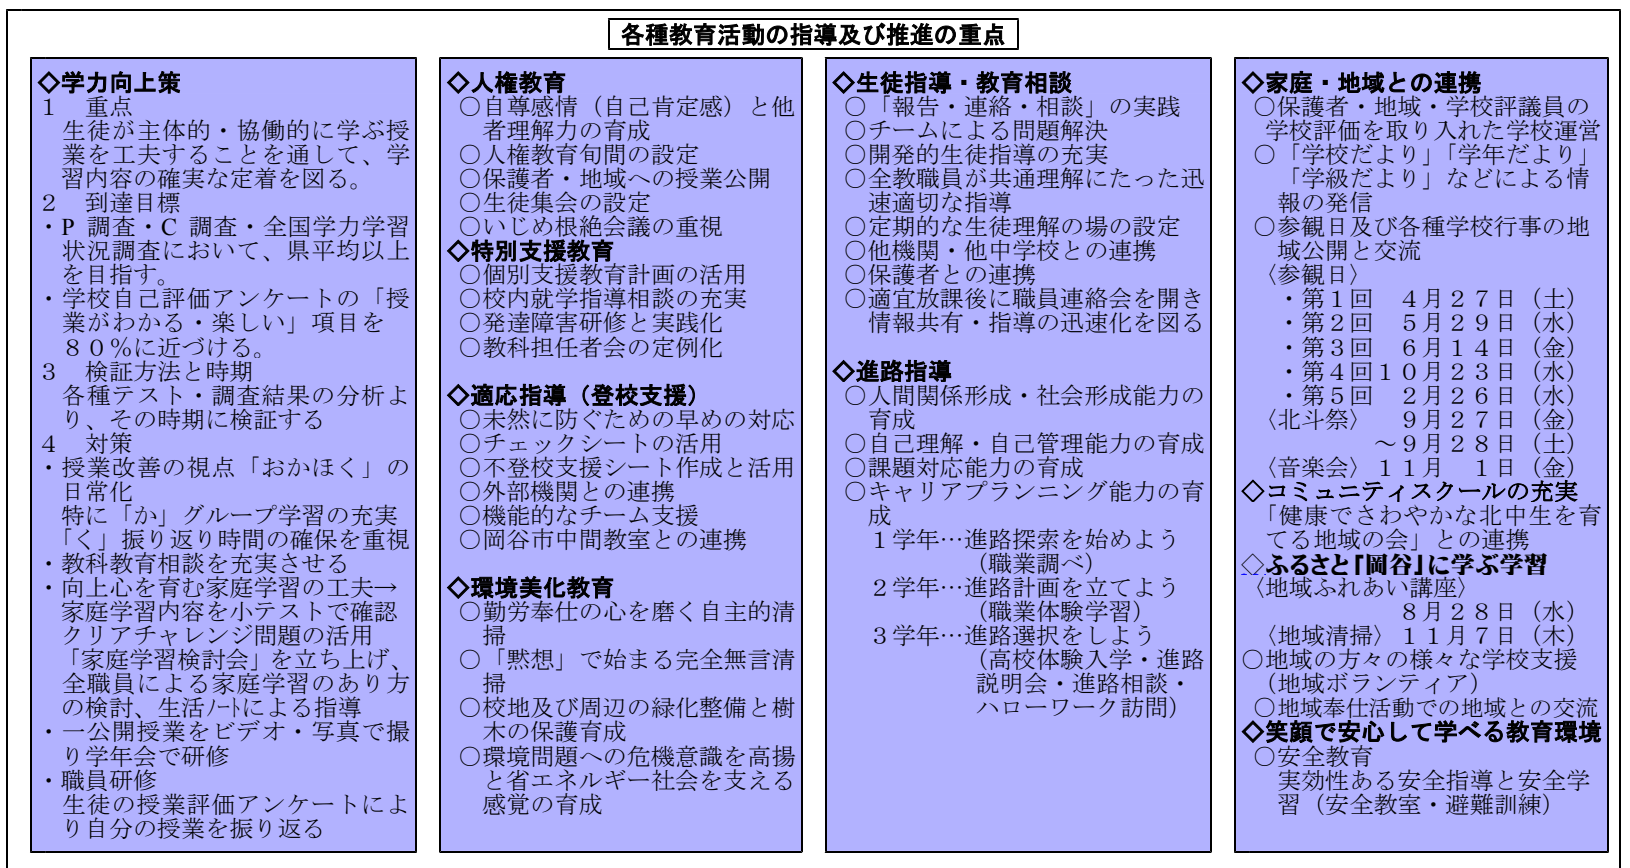 各種教育活動の指導及び推進の重点
◇学力向上策
１　重点
生徒が主体的・協働的に学ぶ授
業を工夫することを通して、学
習内容の確実な定着を図る。
２　到達目標
・P 調査・C 調査・全国学力学習
状況調査において、県平均以上
を目指す。
・学校自己評価アンケートの「授
業がわかる・楽しい」項目を
８０％に近づける。
３　検証方法と時期
各種テスト・調査結果の分析よ
り、その時期に検証する
４　対策
・授業改善の視点「おかほく」の
日常化
特に「か」グループ学習の充実
「く」振り返り時間の確保を重視
・教科教育相談を充実させる
・向上心を育む家庭学習の工夫→
家庭学習内容を小テストで確認
クリアチャレンジ問題の活用
「家庭学習検討会」を立ち上げ、
全職員による家庭学習のあり方
の検討、生活ﾉｰﾄによる指導
・一公開授業をビデオ・写真で撮
り学年会で研修
・職員研修
生徒の授業評価アンケートによ
り自分の授業を振り返る
◇人権教育
○自尊感情（自己肯定感）と他
者理解力の育成
○人権教育旬間の設定
○保護者・地域への授業公開
○生徒集会の設定
○いじめ根絶会議の重視
◇特別支援教育
○個別支援教育計画の活用
○校内就学指導相談の充実
○発達障害研修と実践化
○教科担任者会の定例化
◇適応指導（登校支援）
○未然に防ぐための早めの対応
○チェックシートの活用
○不登校支援シート作成と活用
○外部機関との連携
○機能的なチーム支援
○岡谷市中間教室との連携
◇環境美化教育
○勤労奉仕の心を磨く自主的清
掃
○「黙想」で始まる完全無言清
掃
○校地及び周辺の緑化整備と樹
木の保護育成
○環境問題への危機意識を高揚
と省エネルギー社会を支える
感覚の育成
◇生徒指導・教育相談
○「報告・連絡・相談」の実践
○チームによる問題解決
○開発的生徒指導の充実
○全教職員が共通理解にたった迅
速適切な指導
○定期的な生徒理解の場の設定
○他機関・他中学校との連携
○保護者との連携
○適宜放課後に職員連絡会を開き
情報共有・指導の迅速化を図る
◇進路指導
○人間関係形成・社会形成能力の
育成
○自己理解・自己管理能力の育成
○課題対応能力の育成
○キャリアプランニング能力の育
成
１学年…進路探索を始めよう
（職業調べ）
２学年…進路計画を立てよう
（職業体験学習）
３学年…進路選択をしよう
（高校体験入学・進路
説明会・進路相談・
ハローワーク訪問）
◇家庭・地域との連携
○保護者・地域・学校評議員の
学校評価を取り入れた学校運営
○「学校だより」「学年だより」
「学級だより」などによる情
報の発信
○参観日及び各種学校行事の地
域公開と交流
〈参観日〉
・第１回　４月２７日（土）
・第２回　５月２９日（水）
・第３回　６月１４日（金）
・第４回１０月２３日（水）
・第５回　２月２６日（水）
〈北斗祭〉　９月２７日（金）
～９月２８日（土）
〈音楽会〉１１月　１日（金）
◇コミュニティスクールの充実
「健康でさわやかな北中生を育
てる地域の会」との連携
◇ふるさと『岡谷』に学ぶ学習
〈地域ふれあい講座〉
８月２８日（水）
〈地域清掃〉１１月７日（木）
○地域の方々の様々な学校支援
（地域ボランティア）
○地域奉仕活動での地域との交流
◇笑顔で安心して学べる教育環境
○安全教育
実効性ある安全指導と安全学
習（安全教室・避難訓練）